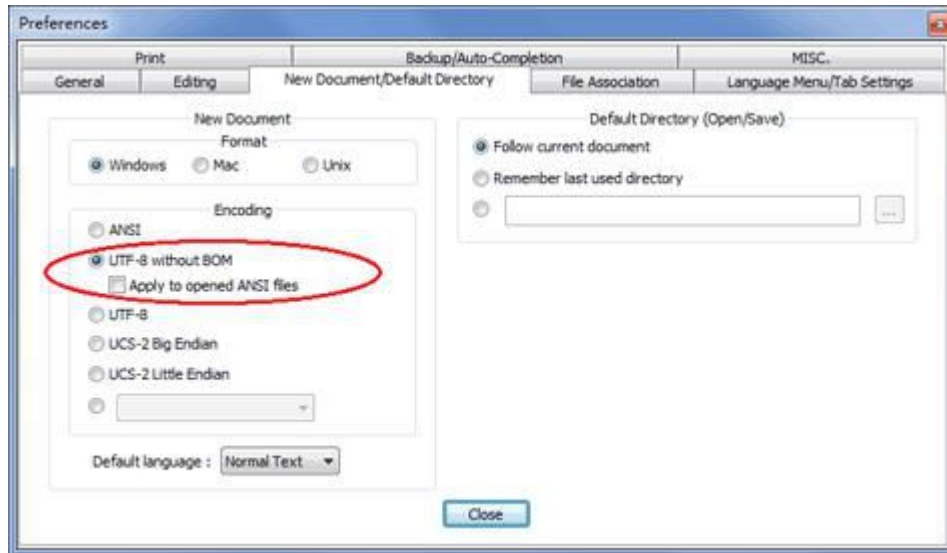 Preferences
Print Backup/Auto-Completion MISC.
General Editing New Document/Default Directory File Association Language Menu/Tab Settings
New Document
Format
Windows Mac Unix
Encoding
ANSI
UTF-8 without BOM
Apply to opened ANSI files
UTF-8
UCS-2 Big Endian
UCS-2 Little Endian
Default language : Normal Text
Default Directory (Open/Save)
Follow current document
Remember last used directory
...
Close